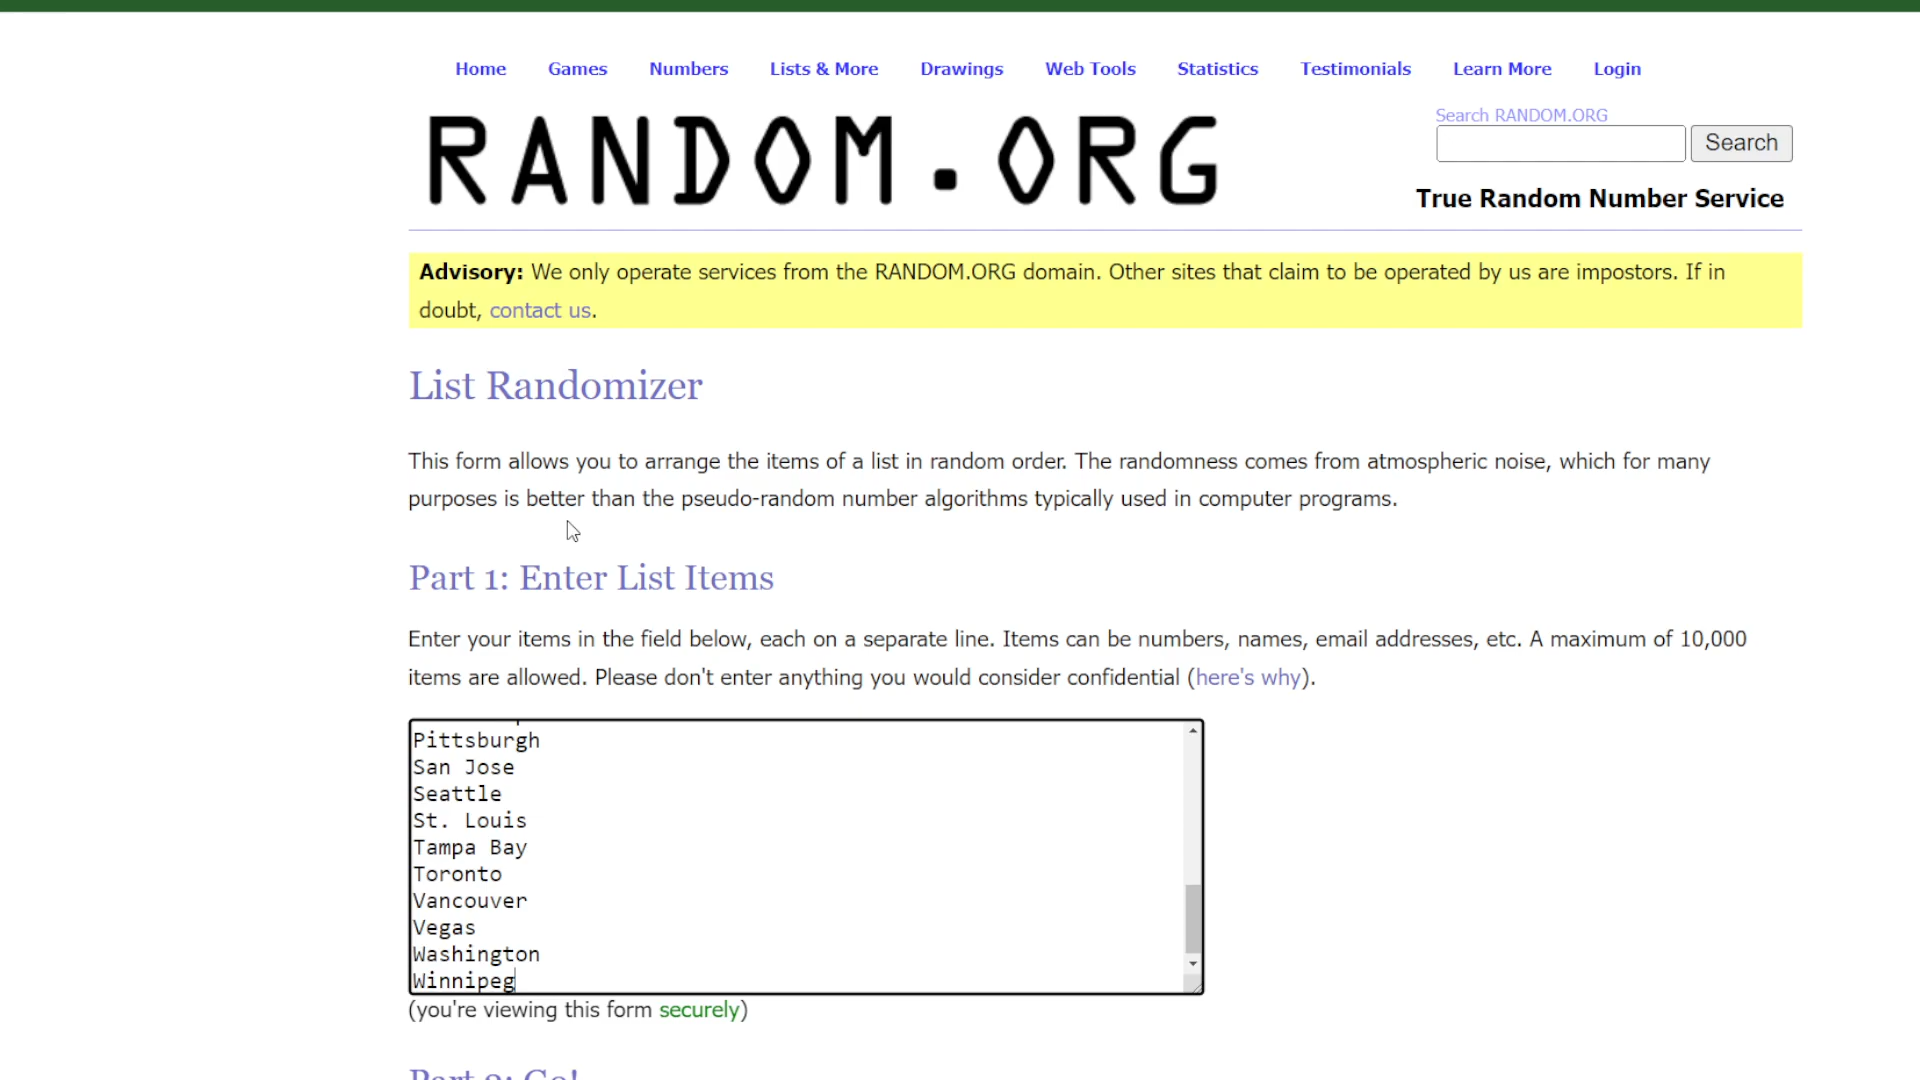 Home Games Numbers Lists & More Drawings Web Tools Statistics Testimonials Learn More Login
RANDOM.ORG
Search RANDOM.ORG
Search
True Random Number Service
Advisory: We only operate services from the RANDOM.ORG domain. Other sites that claim to be operated by us are impostors. If in
doubt, contact us.
List Randomizer
This form allows you to arrange the items of a list in random order. The randomness comes from atmospheric noise, which for many
purposes is better than the pseudo-random number algorithms typically used in computer programs.
Part 1: Enter List Items
Enter your items in the field below, each on a separate line. Items can be numbers, names, email addresses, etc. A maximum of 10,000
items are allowed. Please don't enter anything you would consider confidential (here's why).
Pittsburgh
San Jose
Seattle
St. Louis
Tampa Bay
Toronto
Vancouver
Vegas
Washington
Winnipeg
(you're viewing this form securely)
Part 2: Go!